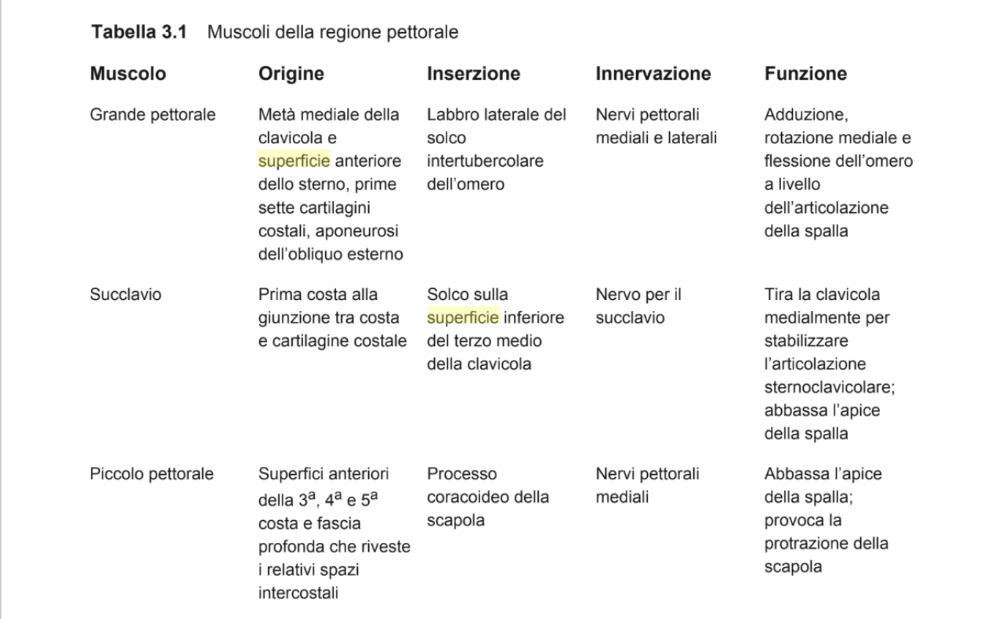 Tabella 3.1 Muscoli della regione pettorale
Muscolo Origine Inserzione Innervazione Funzione
Grande pettorale
Metà mediale della
clavicola e
superficie anteriore
dello sterno, prime
sette cartilagini
costali, aponeurosi
dell’obliquo esterno
Labbro laterale del
solco
intertubercolare
dell’omero
Nervi pettorali
mediali e laterali
Adduzione,
rotazione mediale e
flessione dell’omero
a livello
dell’articolazione
della spalla
Succlavio
Prima costa alla
giunzione tra costa
e cartilagine costale
Solco sulla
superficie inferiore
del terzo medio
della clavicola
Nervo per il
succlavio
Tira la clavicola
medialmente per
stabilizzare
l’articolazione
sternoclavicolare;
abbassa l’apice
della spalla
Piccolo pettorale
Superfici anteriori
della 3ª, 4ª e 5ª
costa e fascia
profonda che riveste
i relativi spazi
intercostali
Processo
coracoideo della
scapola
Nervi pettorali
mediali
Abbassa l’apice
della spalla;
provoca la
protrazione della
scapola